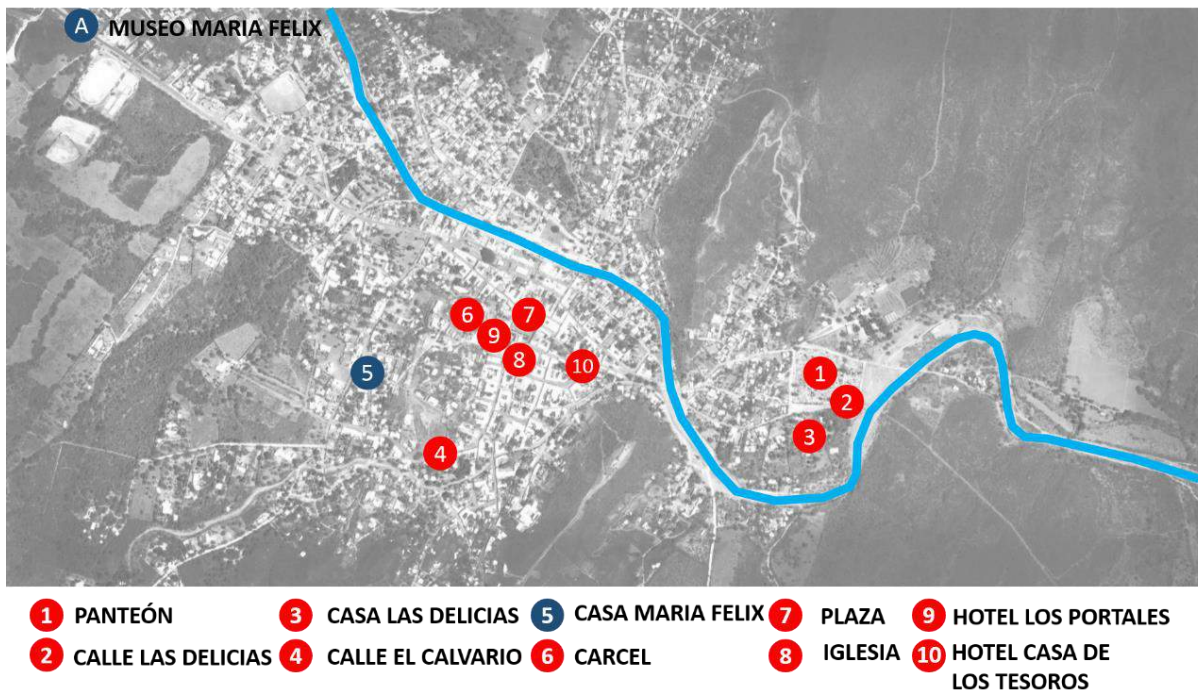 A MUSEO MARIA FELIX
6 7
9
8
5 10
1
2
3
4
1 PANTEÓN
2 CALLE LAS DELICIAS
3 CASA LAS DELICIAS
4 CALLE EL CALVARIO
5 CASA MARIA FELIX
6 CARCEL
7 PLAZA
8 IGLESIA
9 HOTEL LOS PORTALES
10 HOTEL CASA DE
LOS TESOROS